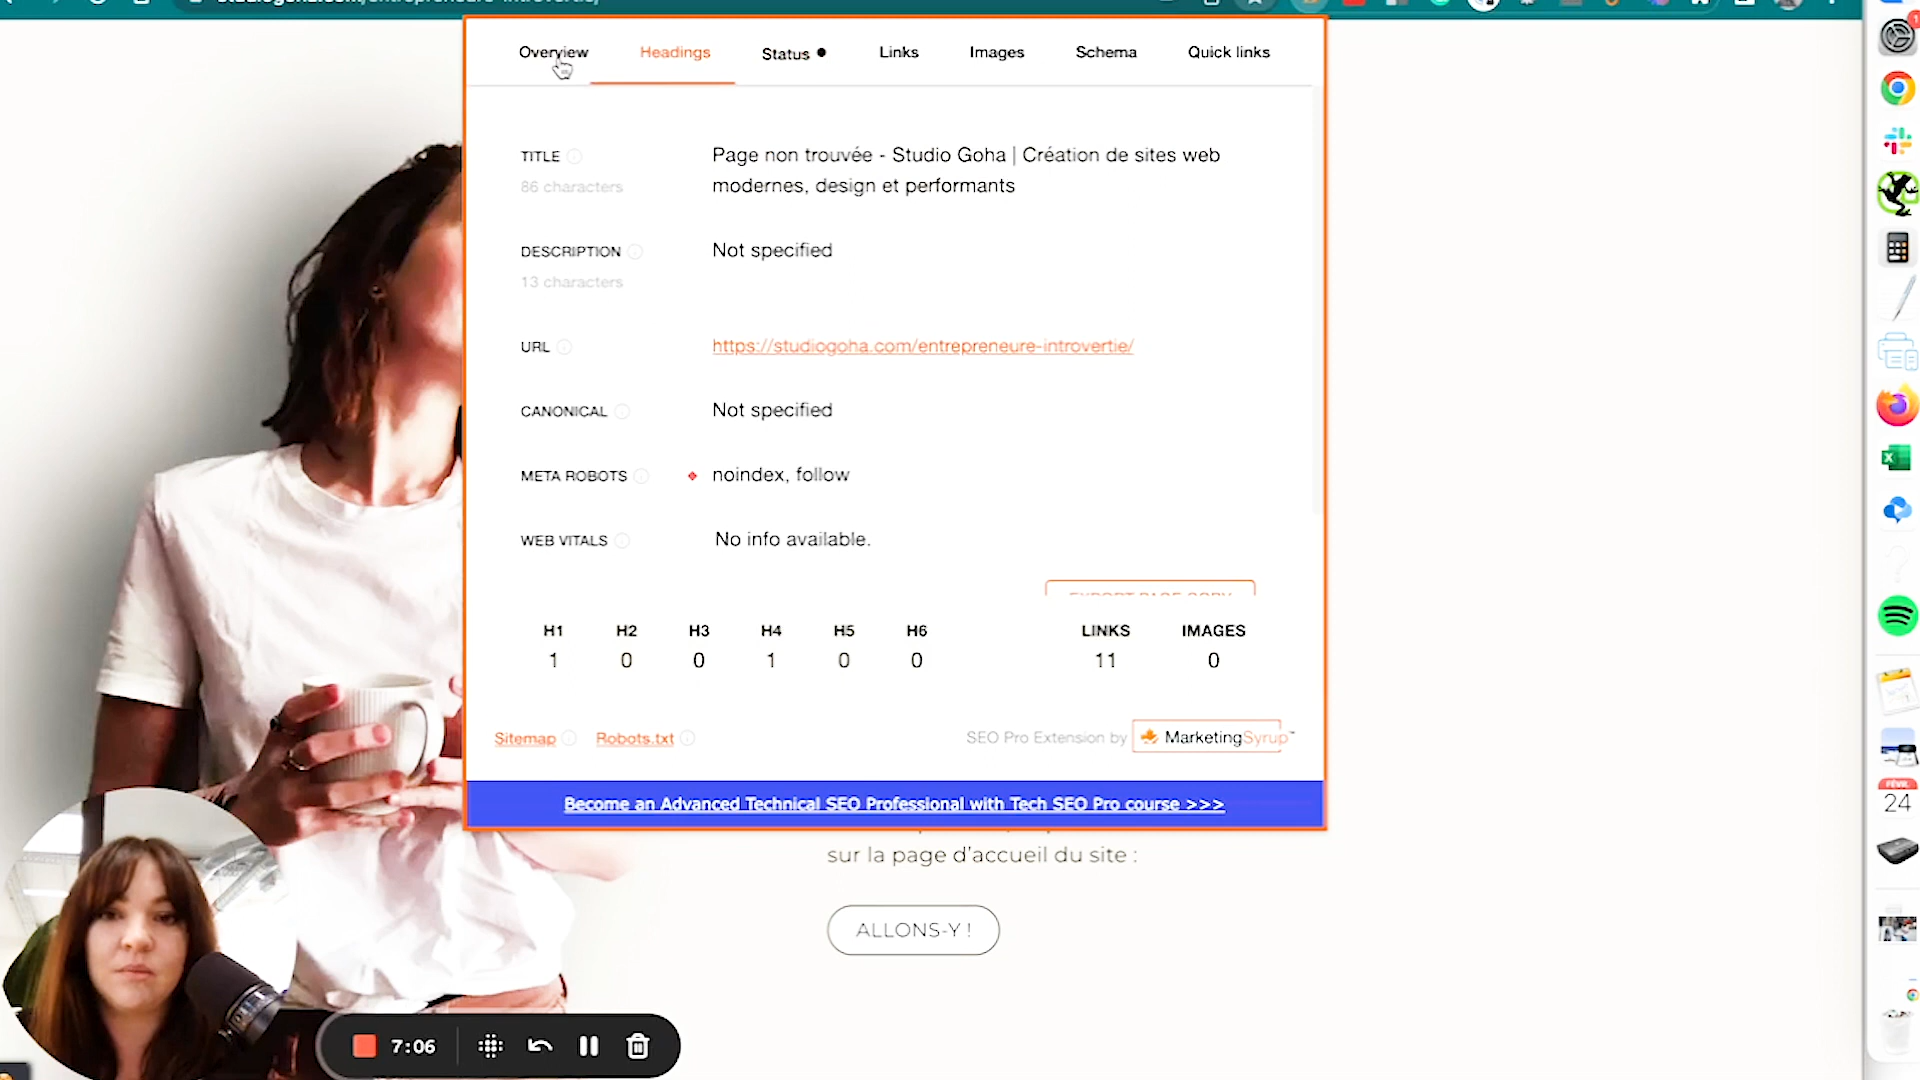 Overview Headings Status Links Images Schema Quick links
TITLE Page non trouvée - Studio Goha | Création de sites web
86 characters modernes, design et performants
DESCRIPTION Not specified
13 characters
URL https://studiogoha.com/entrepreneure-introvertie/
CANONICAL Not specified
META ROBOTS noindex, follow
WEB VITALS No info available.
H1 H2 H3 H4 H5 H6 LINKS IMAGES
1 0 0 1 0 0 11 0
Sitemap Robots.txt SEO Pro Extension by MarketingSyrup™
Become an Advanced Technical SEO Professional with Tech SEO Pro course >>>
sur la page d'accueil du site :
ALLONS-Y !
7:06
FÉVR.
24